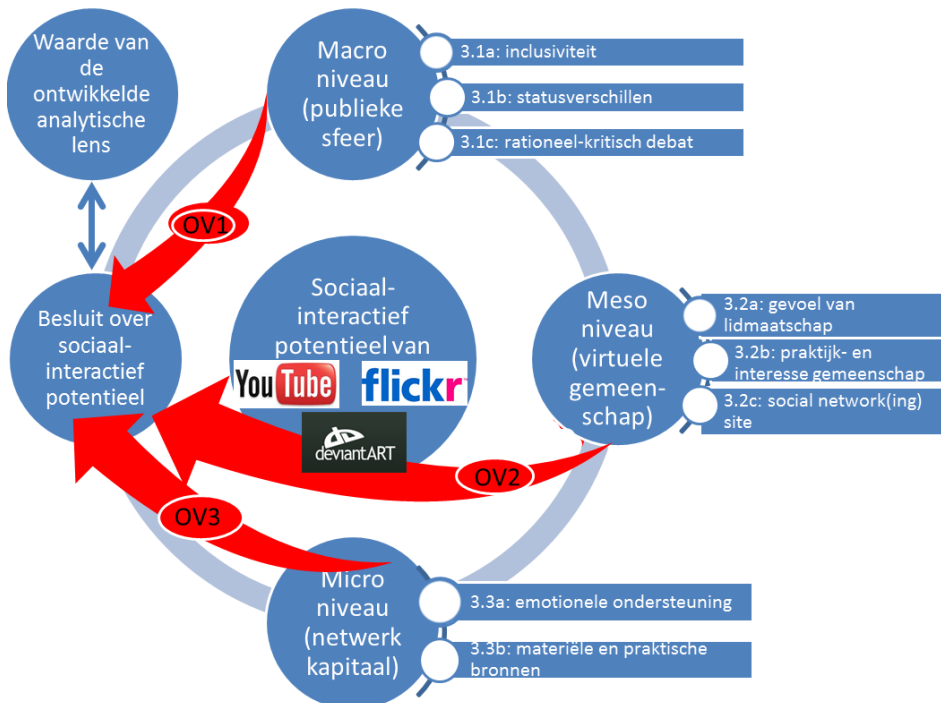 Waarde van
de
ontwikkelde
analytische
lens
Macro
niveau
(publieke
sfeer)
3.1a: inclusiviteit
3.1b: statusverschillen
3.1c: rationeel-kritisch debat
OV1
Besluit over
sociaal-
interactief
potentieel
Sociaal-
interactief
potentieel van
YouTube
flickr
deviantART
Meso
niveau
(virtuele
gemeen-
schap)
3.2a: gevoel van
lidmaatschap
3.2b: praktijk- en
interesse gemeenschap
3.2c: social network(ing)
site
OV2
OV3
Micro
niveau
(netwerk
kapitaal)
3.3a: emotionele ondersteuning
3.3b: materiële en praktische
bronnen